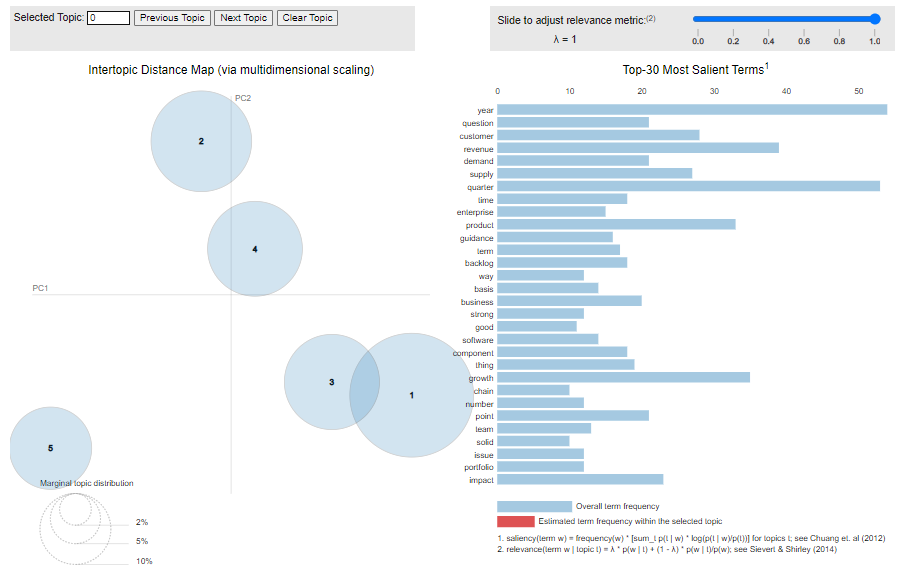 Selected Topic: 0 Previous Topic Next Topic Clear Topic
Slide to adjust relevance metric:(2)
λ = 1
0.0 0.2 0.4 0.6 0.8 1.0
Intertopic Distance Map (via multidimensional scaling)
PC2
PC1
2
4
3
1
5
Marginal topic distribution
2%
5%
10%
Top-30 Most Salient Terms1
0 10 20 30 40 50
year
question
customer
revenue
demand
supply
quarter
time
enterprise
product
guidance
term
backlog
way
basis
business
strong
good
software
component
thing
growth
chain
number
point
team
solid
issue
portfolio
impact
Overall term frequency
Estimated term frequency within the selected topic
1. saliency(term w) = frequency(w) * [sum_t p(t | w) * log(p(t | w)/p(t))] for topics t; see Chuang et. al (2012)
2. relevance(term w | topic t) = λ * p(w | t) + (1 - λ) * p(w | t)/p(w); see Sievert & Shirley (2014)